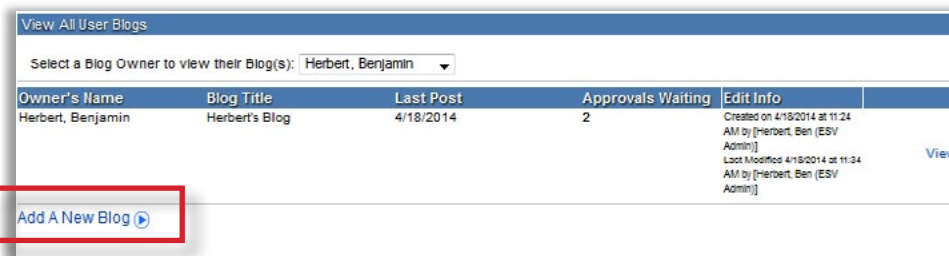 View All User Blogs
Select a Blog Owner to view their Blog(s): Herbert, Benjamin
Owner's Name Blog Title Last Post Approvals Waiting Edit Info
Herbert, Benjamin Herbert's Blog 4/18/2014 2 Created on 4/18/2014 at 11:24
AM by [Herbert, Ben (ESV
Admin)]
Last Modified 4/18/2014 at 11:34
AM by [Herbert, Ben (ESV
Admin)]
View
Add A New Blog